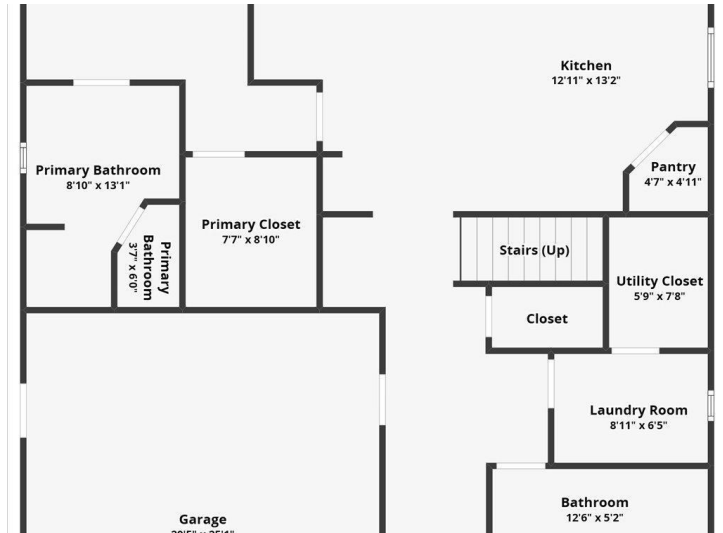 Kitchen
12'11" x 13'2"
Primary Bathroom
8'10" x 13'1"
Pantry
4'7" x 4'11"
Primary Closet
7'7" x 8'10"
Primary
Bathroom
3'7" x 6'0"
Stairs (Up)
Utility Closet
5'9" x 7'8"
Closet
Laundry Room
8'11" x 6'5"
Bathroom
12'6" x 5'2"
Garage